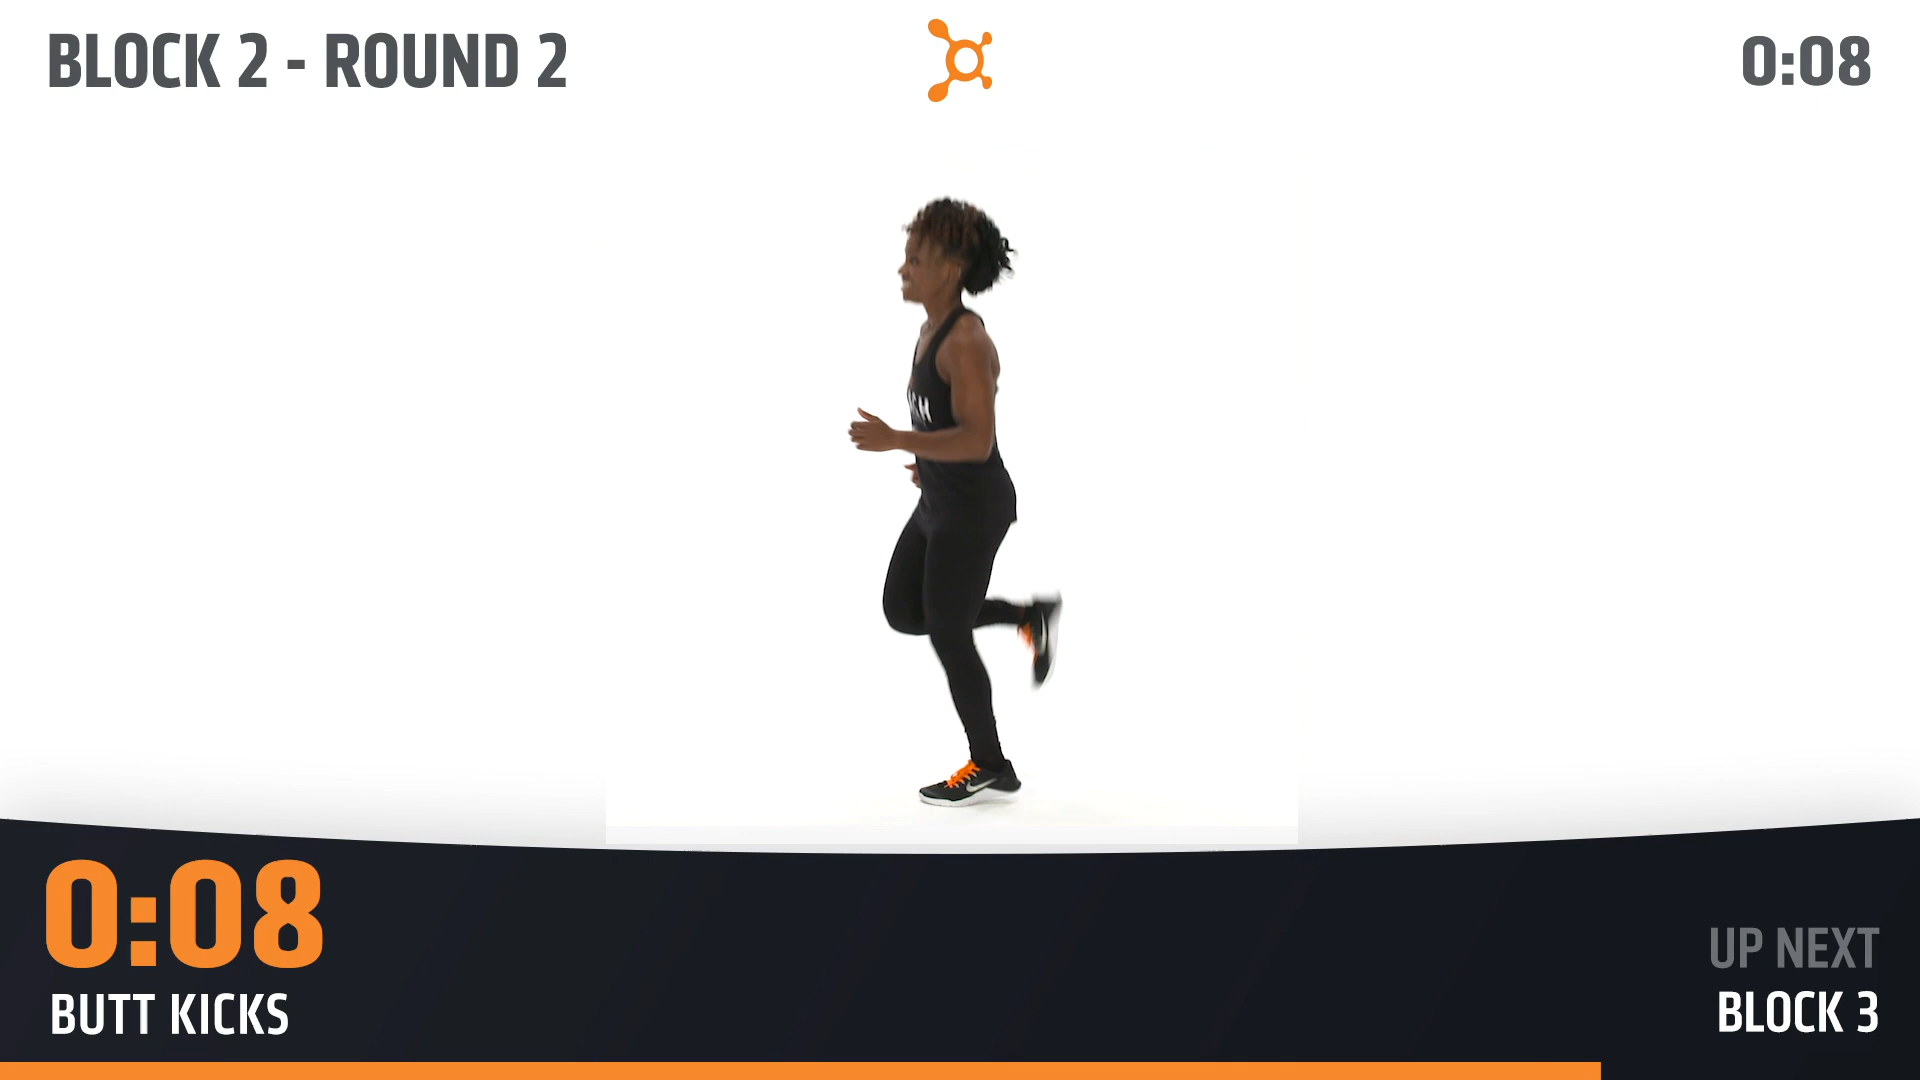 BLOCK 2 - ROUND 2
0:08
0:08
BUTT KICKS
UP NEXT
BLOCK 3